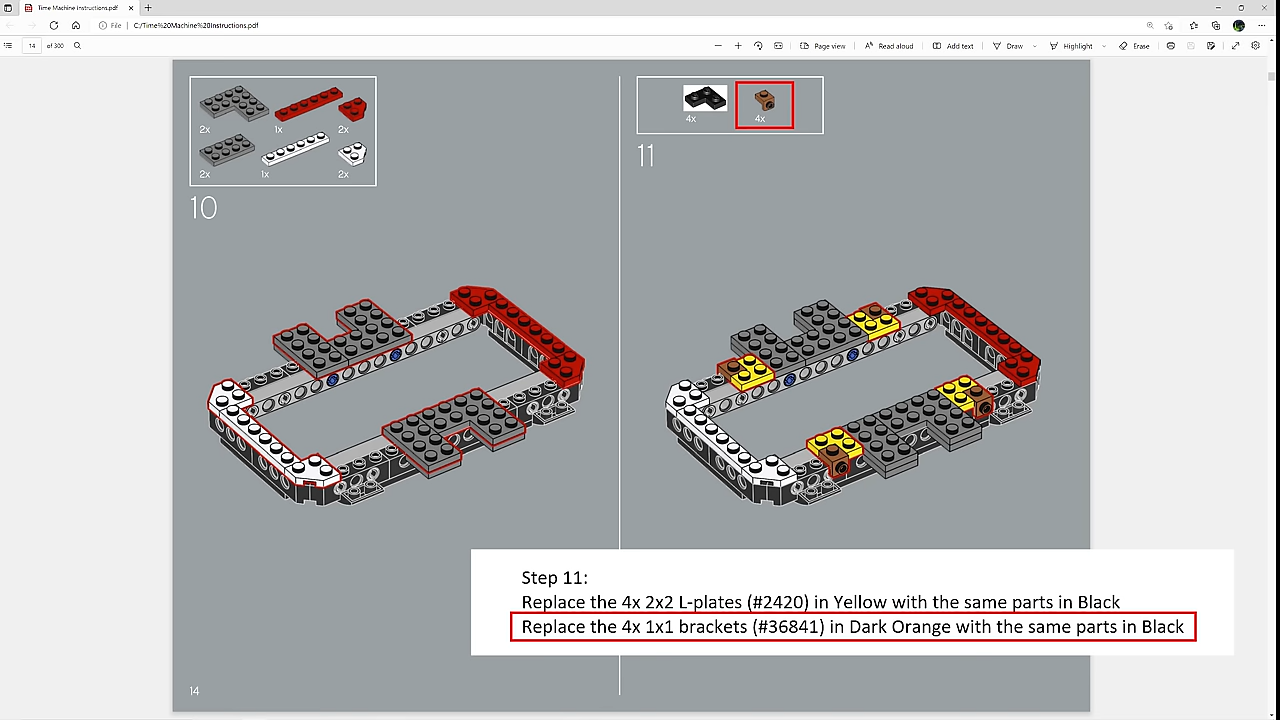 Time Machine Instructions.pdf
File C:/Time%20Machine%20Instructions.pdf
14 of 300
Page view
Read aloud
Add text
Draw
Highlight
Erase
2x 1x 2x
2x 1x 2x
10
4x 4x
11
Step 11:
Replace the 4x 2x2 L-plates (#2420) in Yellow with the same parts in Black
Replace the 4x 1x1 brackets (#36841) in Dark Orange with the same parts in Black
14